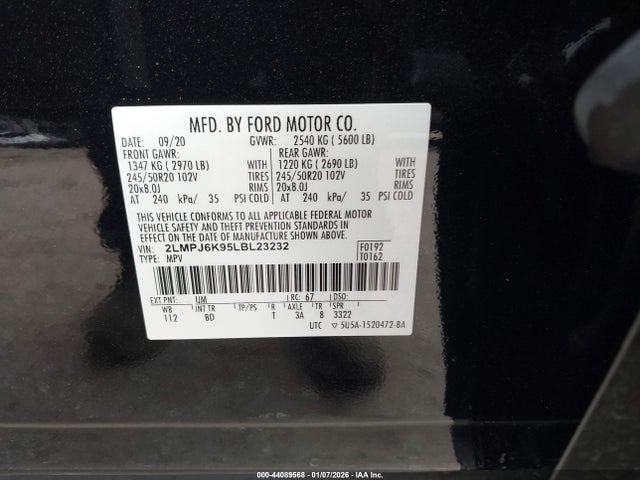 MFD. BY FORD MOTOR CO.
DATE: 09/20 GVWR: 2540 KG ( 5600 LB)
FRONT GAWR: REAR GAWR:
1347 KG ( 2970 LB) WITH 1220 KG ( 2690 LB) WITH
245/50R20 102V TIRES 245/50R20 102V TIRES
20x8.0J RIMS 20x8.0J RIMS
AT 240 kPa/ 35 PSI COLD AT 240 kPa/ 35 PSI COLD
THIS VEHICLE CONFORMS TO ALL APPLICABLE FEDERAL MOTOR
VEHICLE SAFETY AND THEFT PREVENTION STANDARDS IN
EFFECT ON THE DATE OF MANUFACTURE SHOWN ABOVE.
VIN: 2LMPJ6K95LBL23232 F0192
TYPE: MPV T0162
EXT PNT: UM RC: 67 DSO:
WB INT TR TP/PS R AXLE TR SPR
112 BD T 3A 8 3322
UTC ▽ 5U5A-1520472-BA
000-44089568 - 01/07/2026 - IAA Inc.